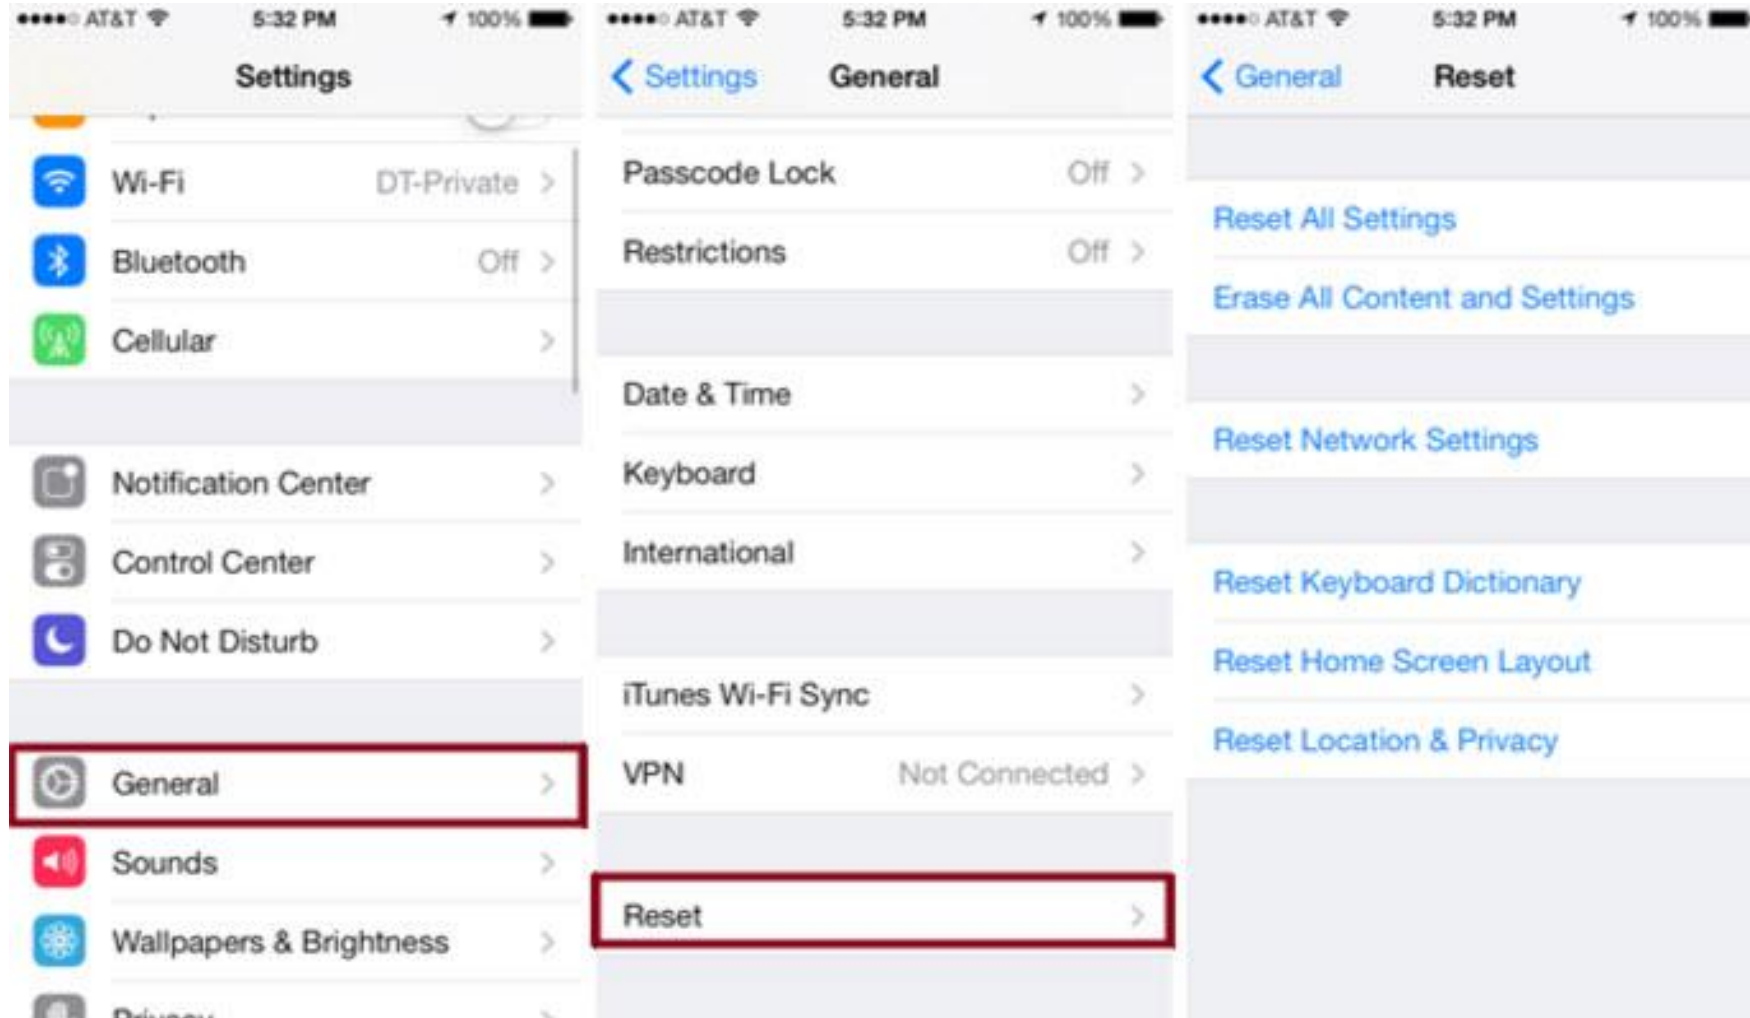 AT&T 5:32 PM 100%
Settings
Wi-Fi DT-Private
Bluetooth Off
Cellular
Notification Center
Control Center
Do Not Disturb
General
Sounds
Wallpapers & Brightness
Privacy
AT&T 5:32 PM 100%
Settings General
Passcode Lock Off
Restrictions Off
Date & Time
Keyboard
International
iTunes Wi-Fi Sync
VPN Not Connected
Reset
AT&T 5:32 PM 100%
General Reset
Reset All Settings
Erase All Content and Settings
Reset Network Settings
Reset Keyboard Dictionary
Reset Home Screen Layout
Reset Location & Privacy